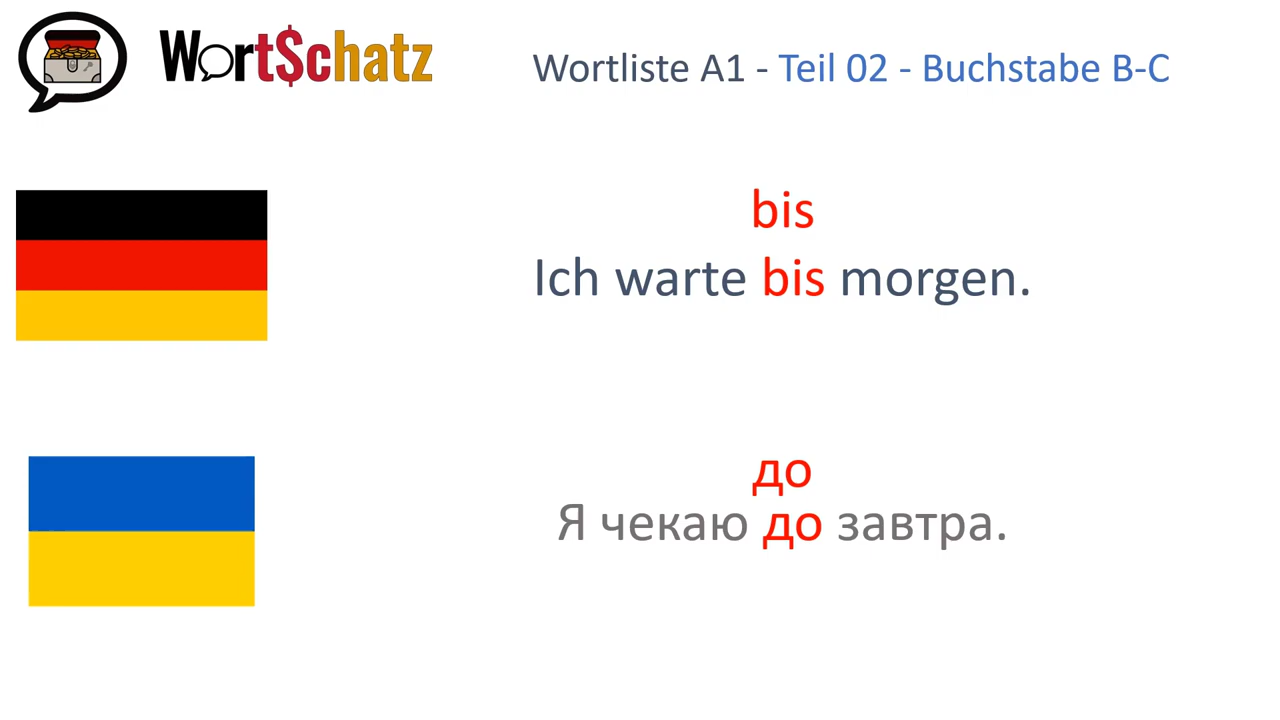 Wort$chatz
Wortliste A1 - Teil 02 - Buchstabe B-C
bis
Ich warte bis morgen.
до
Я чекаю до завтра.